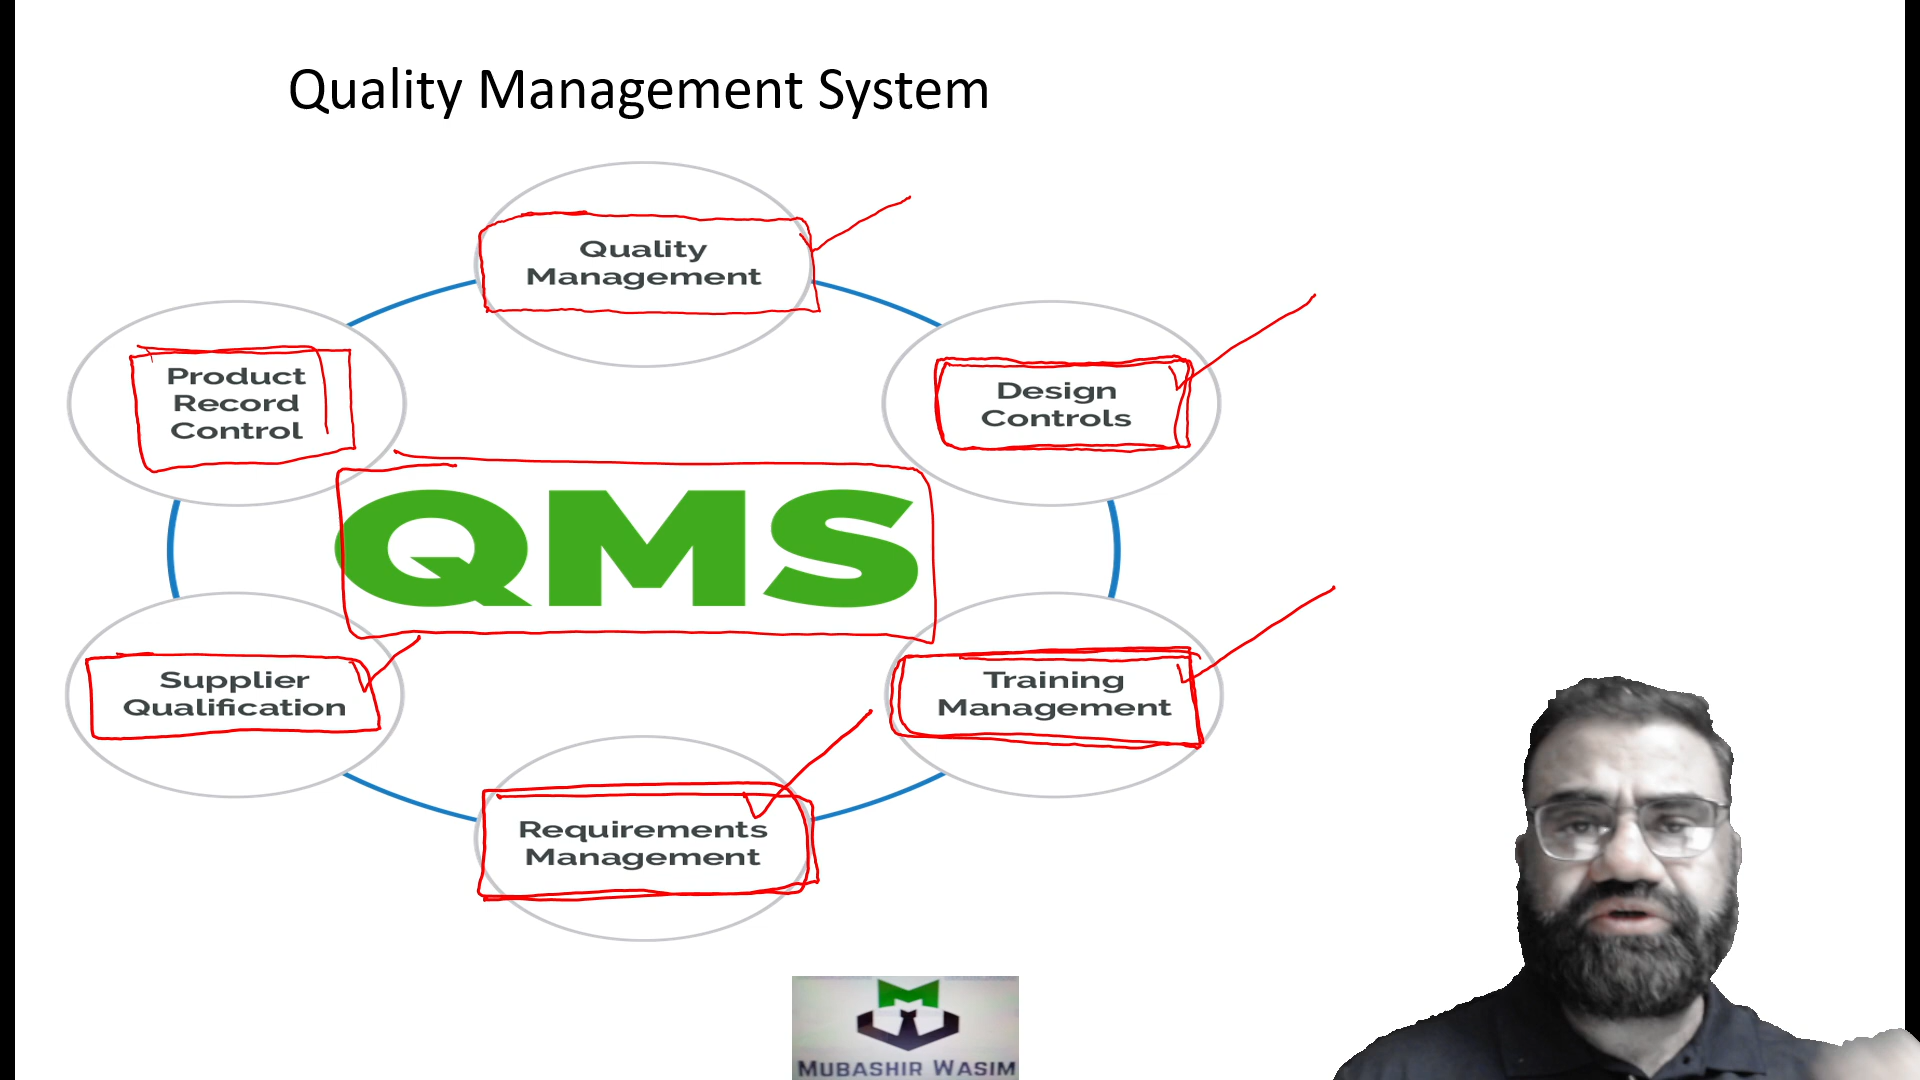 Quality Management System
Quality
Management
Product
Record
Control
Design
Controls
QMS
Supplier
Qualification
Training
Management
Requirements
Management
MUBASHIR WASIM